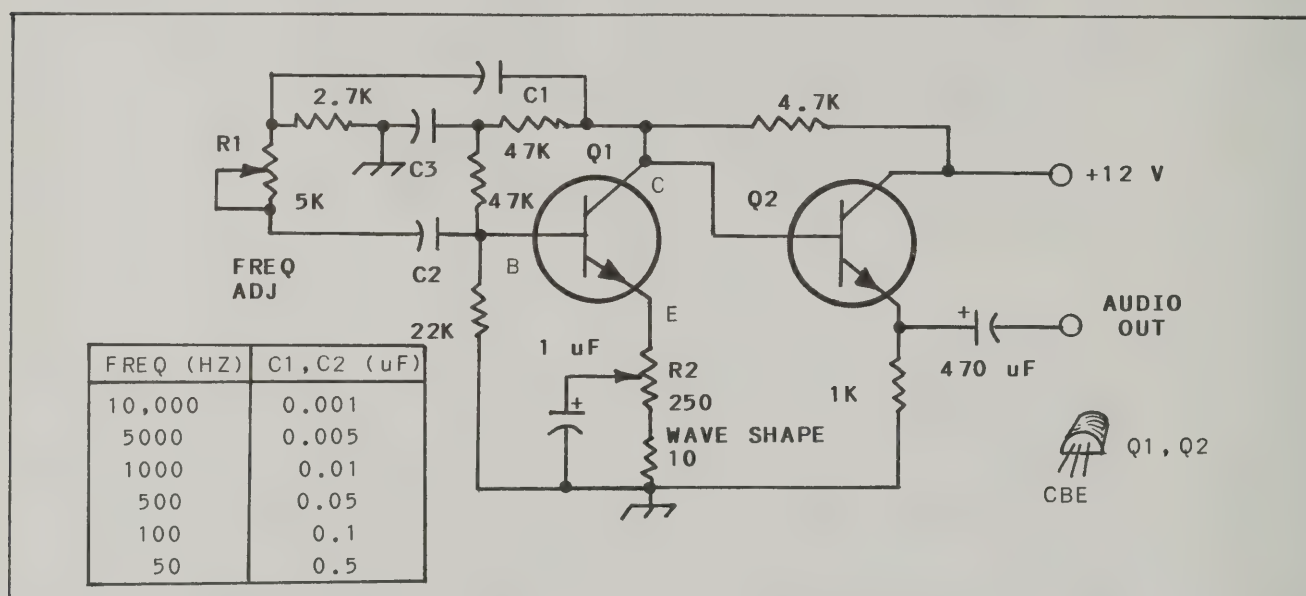 C1
2.7K
4.7K
R1
47K
Q1
C3
C
+12 V
5K
47K
Q2
FREQ
ADJ
C2
B
E
AUDIO
OUT
22K
1 uF
+
+
R2
470 uF
250
1K
WAVE SHAPE
10
Q1,Q2
CBE
FREQ (HZ) C1,C2 (uF)
10,000 0.001
5000 0.005
1000 0.01
500 0.05
100 0.1
50 0.5